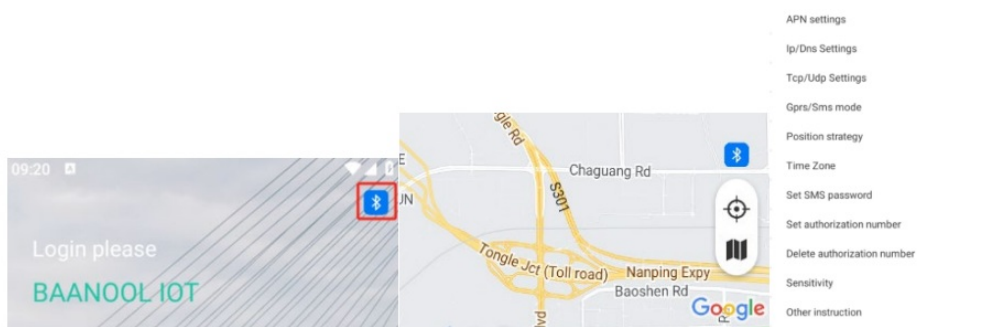 09:20
Login please
BAANOOL IOT
gle Rd
Chaguang Rd
S301
E
UN
Tongle Jct (Toll road)
Nanping Expy
Baoshen Rd
lvd
Google
APN settings
Ip/Dns Settings
Tcp/Udp Settings
Gprs/Sms mode
Position strategy
Time Zone
Set SMS password
Set authorization number
Delete authorization number
Sensitivity
Other instruction